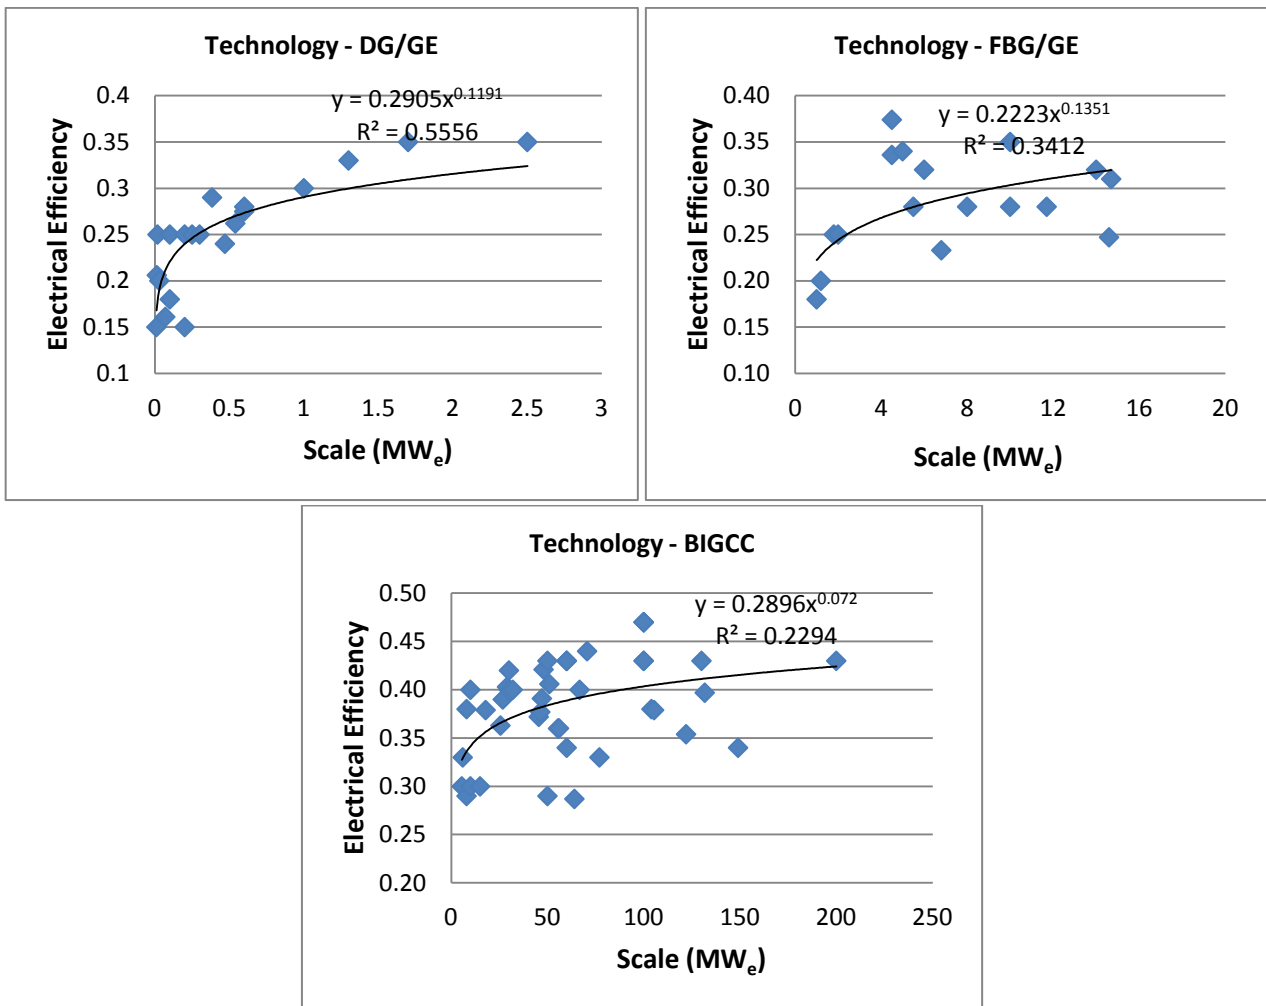 Technology - DG/GE
y = 0.2905x^0.1191
R² = 0.5556
Electrical Efficiency
0.4
0.35
0.3
0.25
0.2
0.15
0.1
0 0.5 1 1.5 2 2.5 3
Scale (MWₑ)
Technology - FBG/GE
y = 0.2223x^0.1351
R² = 0.3412
Electrical Efficiency
0.40
0.35
0.30
0.25
0.20
0.15
0.10
0 4 8 12 16 20
Scale (MWₑ)
Technology - BIGCC
y = 0.2896x^0.072
R² = 0.2294
Electrical Efficiency
0.50
0.45
0.40
0.35
0.30
0.25
0.20
0 50 100 150 200 250
Scale (MWₑ)